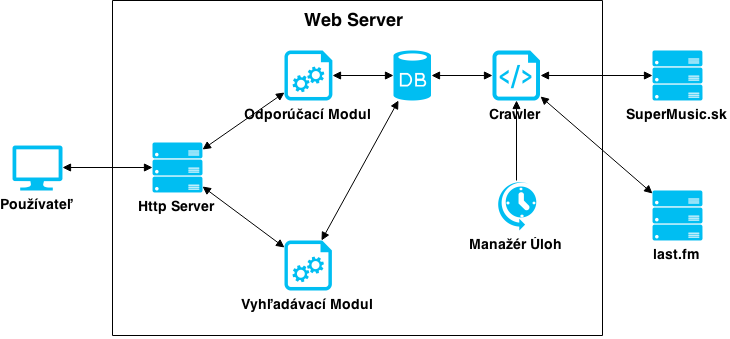 Web Server
DB
Odporúčací Modul
Crawler
SuperMusic.sk
Používateľ
Http Server
Manažér Úloh
last.fm
Vyhľadávací Modul